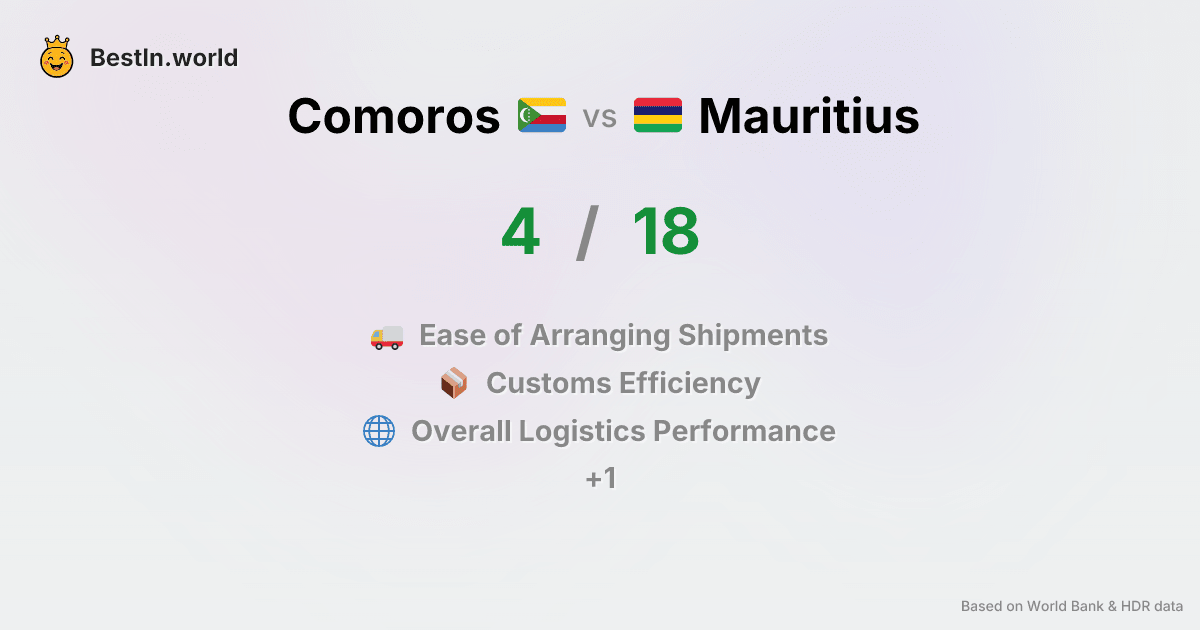 BestIn.world
Comoros vs Mauritius
4 / 18
Ease of Arranging Shipments
Customs Efficiency
Overall Logistics Performance
+1
Based on World Bank & HDR data